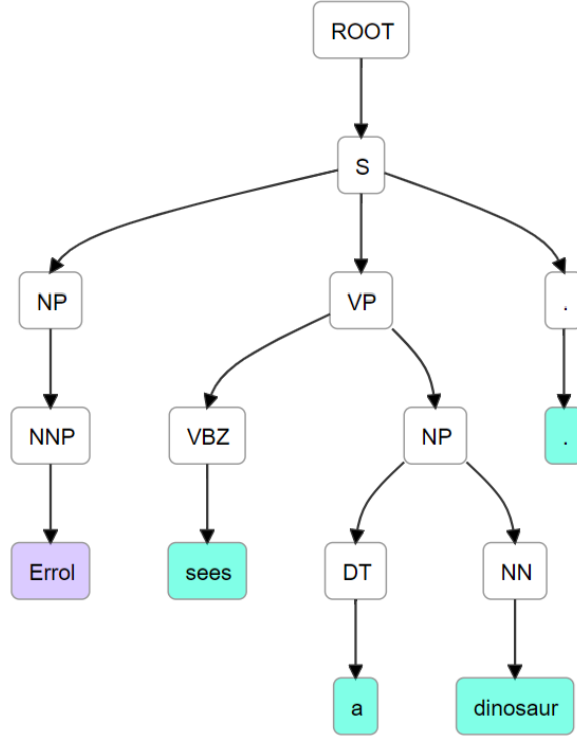 ROOT
S
NP VP .
NNP VBZ NP .
Errol sees DT NN
a dinosaur